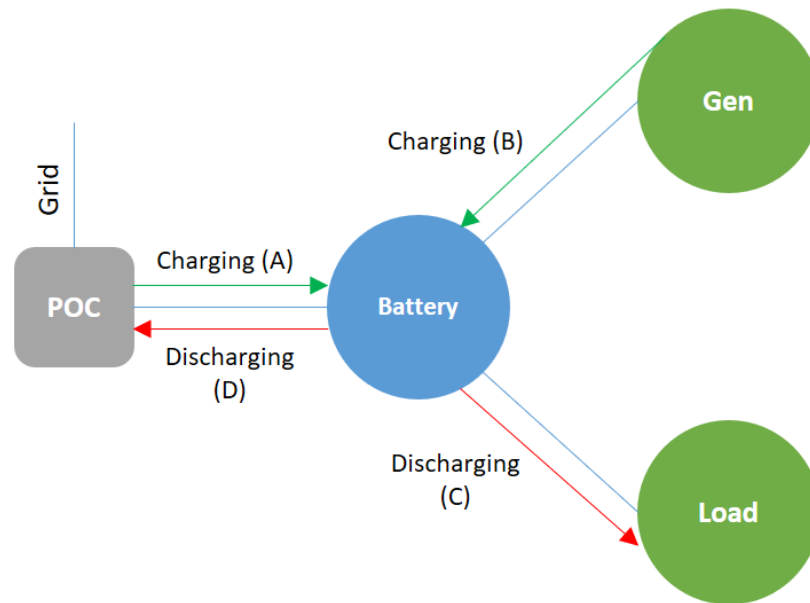 Gen
Charging (B)
Grid
Charging (A)
POC
Battery
Discharging
(D)
Discharging
(C)
Load